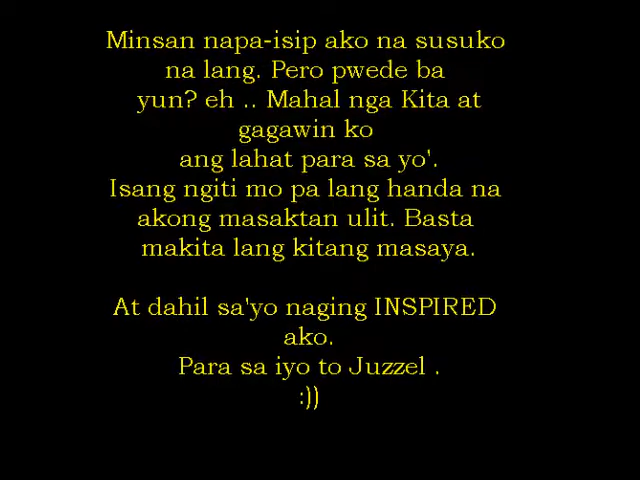 Minsan napa-isip ako na susuko
na lang. Pero pwede ba
yun? eh .. Mahal nga Kita at
gagawin ko
ang lahat para sa yo'.
Isang ngiti mo pa lang handa na
akong masaktan ulit. Basta
makita lang kitang masaya.
At dahil sa'yo naging INSPIRED
ako.
Para sa iyo to Juzzel .
:))